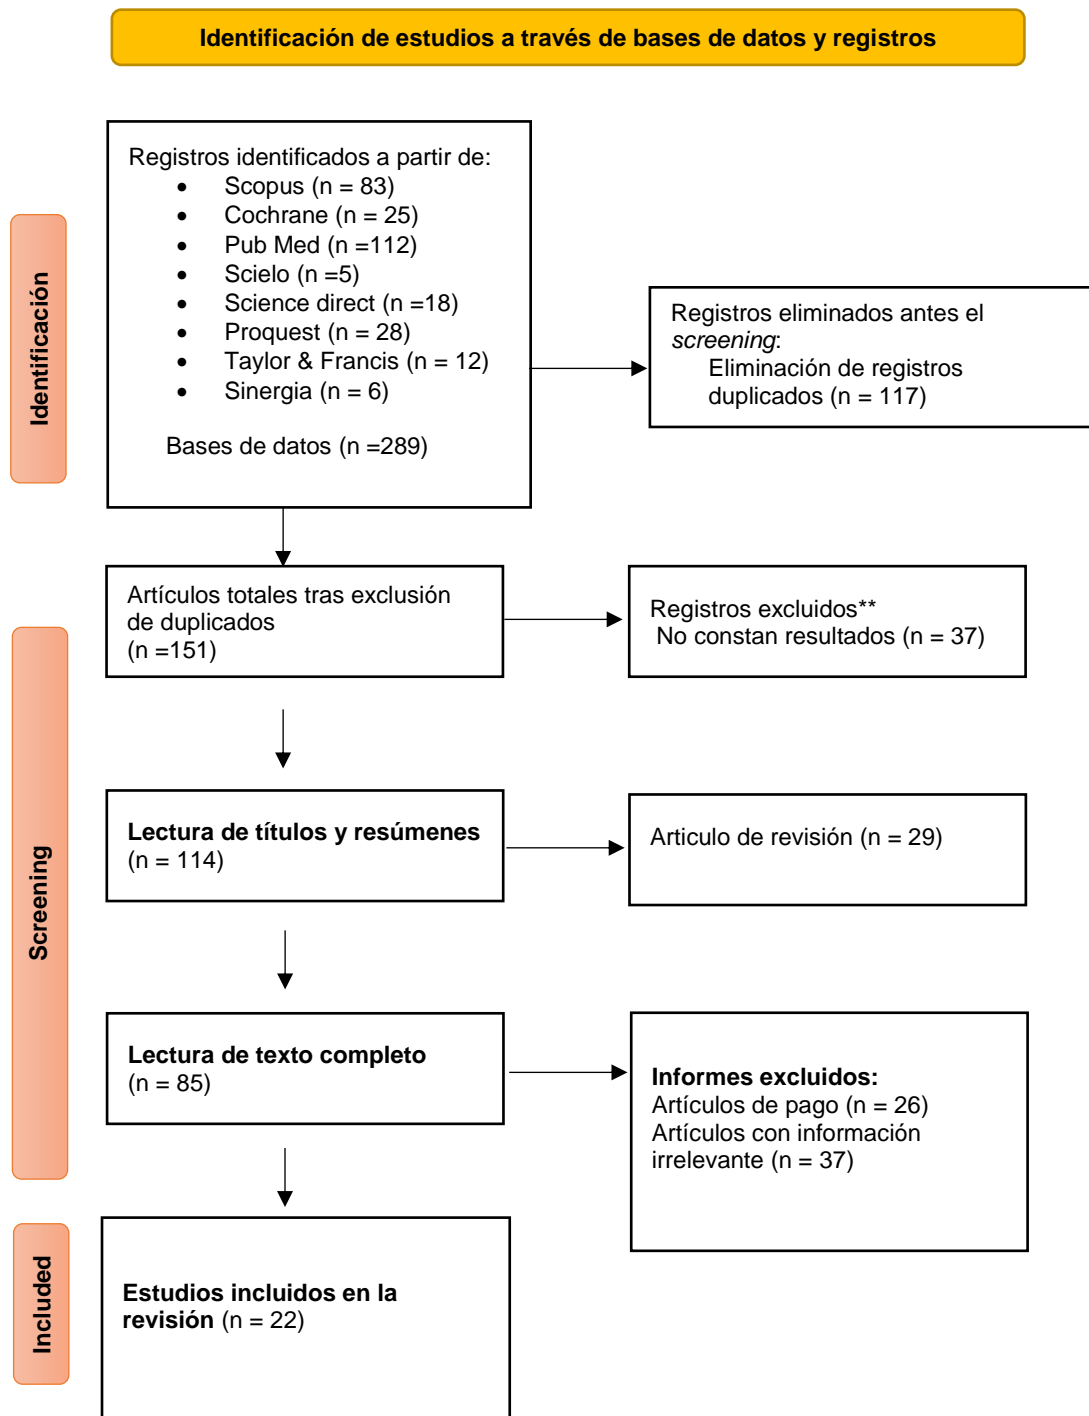 Identificación de estudios a través de bases de datos y registros
Identificación
Registros identificados a partir de:
• Scopus (n = 83)
• Cochrane (n = 25)
• Pub Med (n =112)
• Scielo (n =5)
• Science direct (n =18)
• Proquest (n = 28)
• Taylor & Francis (n = 12)
• Sinergia (n = 6)
Bases de datos (n =289)
Registros eliminados antes el
screening:
Eliminación de registros
duplicados (n = 117)
Screening
Artículos totales tras exclusión
de duplicados
(n =151)
Registros excluidos**
No constan resultados (n = 37)
Lectura de títulos y resúmenes
(n = 114)
Articulo de revisión (n = 29)
Lectura de texto completo
(n = 85)
Informes excluidos:
Artículos de pago (n = 26)
Artículos con información
irrelevante (n = 37)
Included
Estudios incluidos en la
revisión (n = 22)